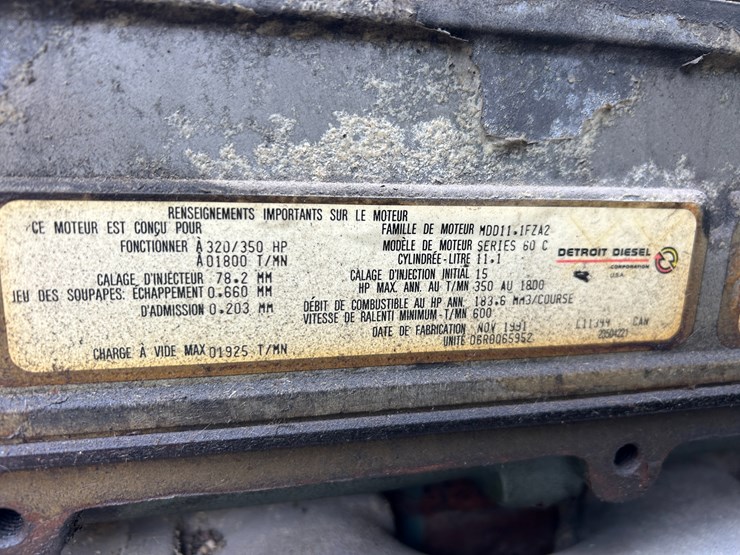 RENSEIGNEMENTS IMPORTANTS SUR LE MOTEUR
CE MOTEUR EST CONÇU POUR
FONCTIONNER À 320/350 HP
À 01800 T/MN
CALAGE D'INJECTEUR 78.2 MM
JEU DES SOUPAPES: ÉCHAPPEMENT 0.660 MM
D'ADMISSION 0.203 MM
CHARGE À VIDE MAX 01925 T/MN
FAMILLE DE MOTEUR MDD11.1FZA2
MODÈLE DE MOTEUR SERIES 60 C
CYLINDRÉE-LITRE 11.1
CALAGE D'INJECTION INITIAL 15
HP MAX. ANN. AU T/MN 350 AU 1800
DÉBIT DE COMBUSTIBLE AU HP ANN. 183.6 MM3/COURSE
VITESSE DE RALENTI MINIMUM-T/MN 600
DATE DE FABRICATION NOV 1991
UNITÉ 06RB066952
DETROIT DIESEL
CORPORATION
USA
CAN